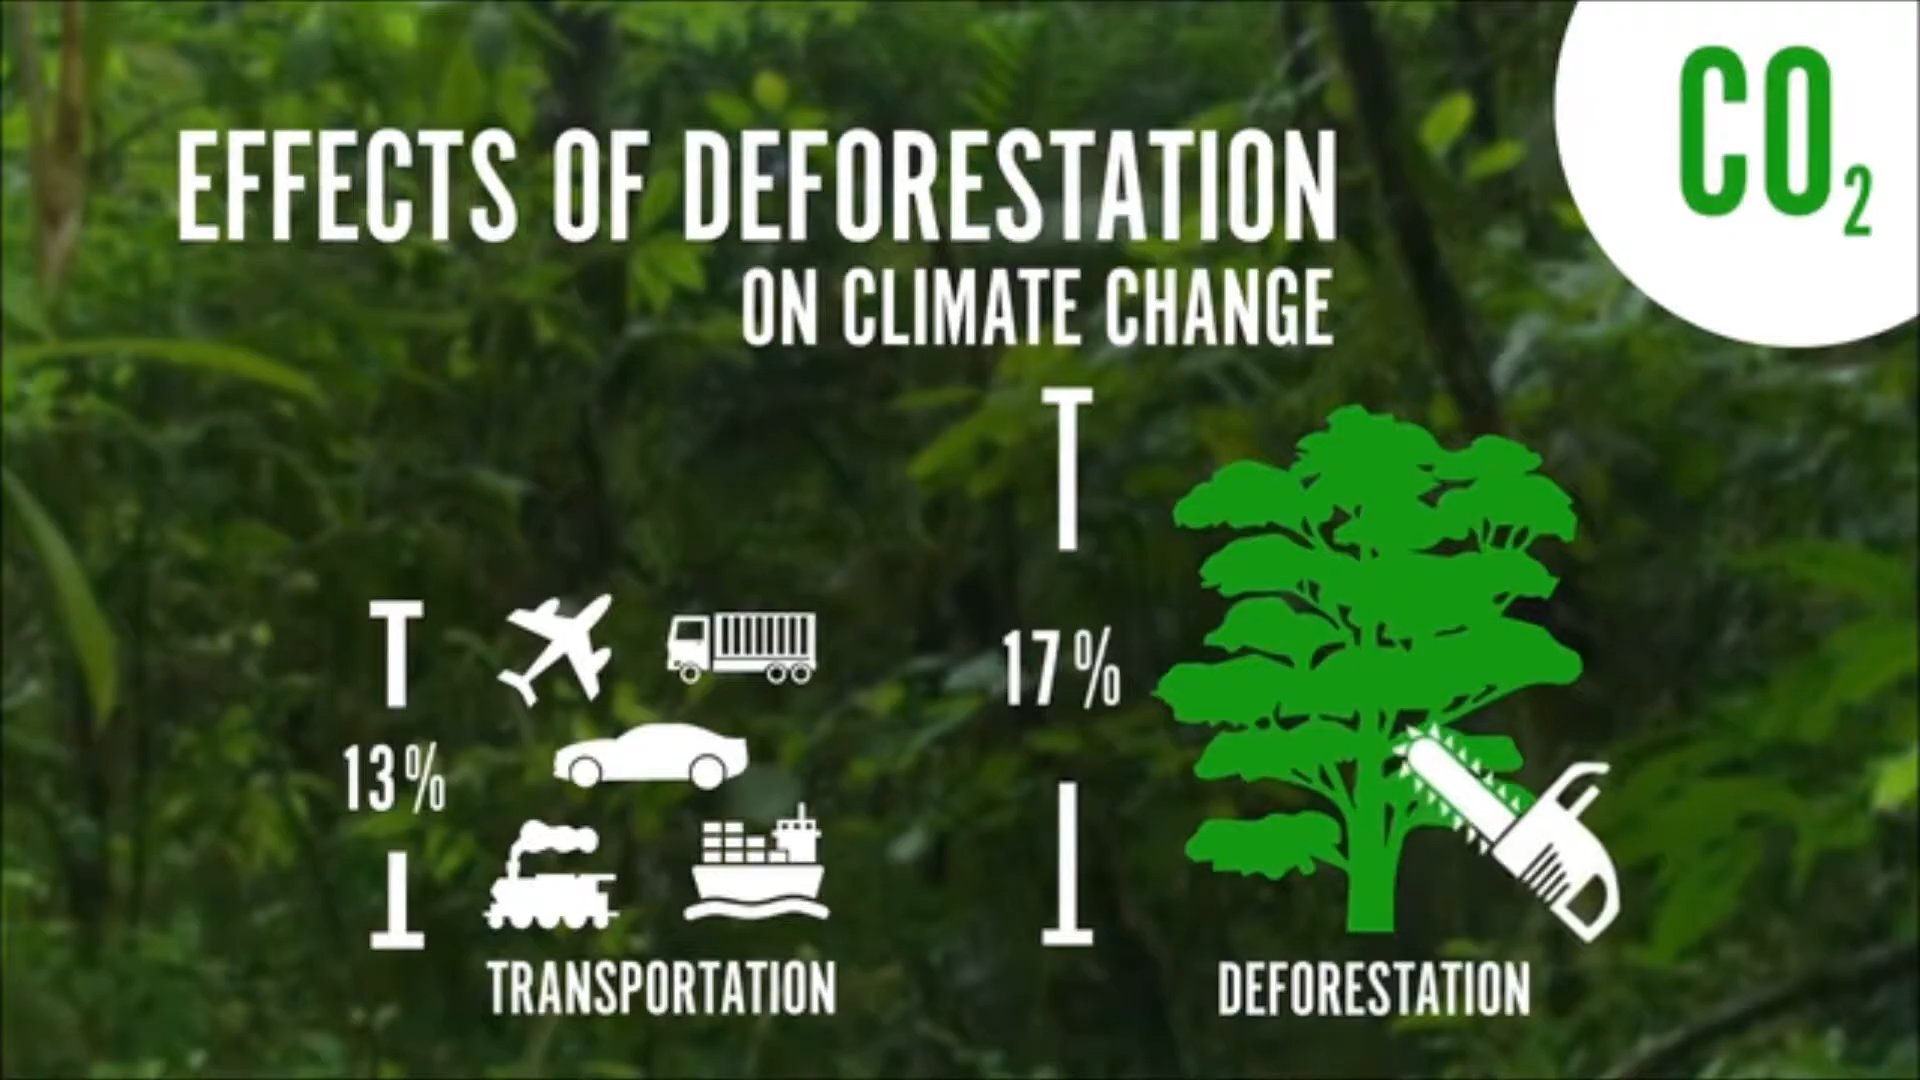 CO₂
EFFECTS OF DEFORESTATION
ON CLIMATE CHANGE
13%
17%
TRANSPORTATION
DEFORESTATION